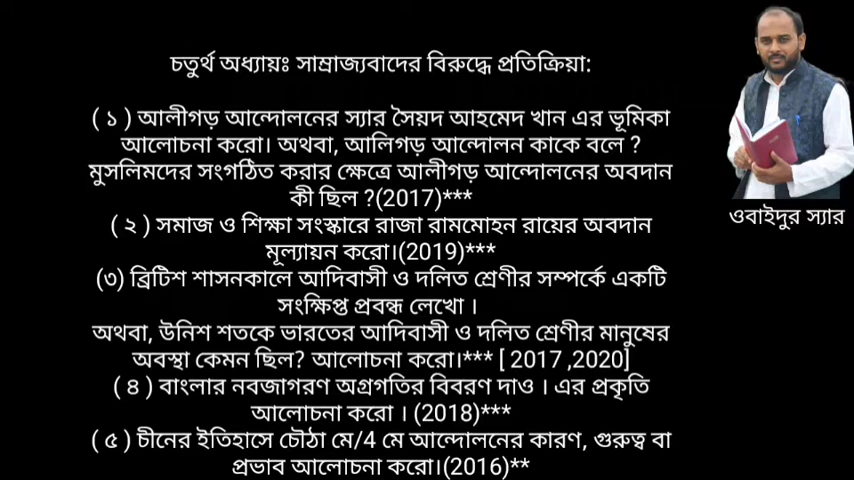 চতুর্থ অধ্যায়ঃ সাম্রাজ্যবাদের বিরুদ্ধে প্রতিক্রিয়া:
( ১ ) আলীগড় আন্দোলনের স্যার সৈয়দ আহমেদ খান এর ভূমিকা
আলোচনা করো। অথবা, আলিগড় আন্দোলন কাকে বলে ?
মুসলিমদের সংগঠিত করার ক্ষেত্রে আলীগড় আন্দোলনের অবদান
কী ছিল ?(2017)***
( ২ ) সমাজ ও শিক্ষা সংস্কারে রাজা রামমোহন রায়ের অবদান
মূল্যায়ন করো।(2019)***
(৩) ব্রিটিশ শাসনকালে আদিবাসী ও দলিত শ্রেণীর সম্পর্কে একটি
সংক্ষিপ্ত প্রবন্ধ লেখো ।
অথবা, উনিশ শতকে ভারতের আদিবাসী ও দলিত শ্রেণীর মানুষের
অবস্থা কেমন ছিল? আলোচনা করো।*** [ 2017 ,2020]
( ৪ ) বাংলার নবজাগরণ অগ্রগতির বিবরণ দাও । এর প্রকৃতি
আলোচনা করো । (2018)***
( ৫ ) চীনের ইতিহাসে চৌঠা মে/4 মে আন্দোলনের কারণ, গুরুত্ব বা
প্রভাব আলোচনা করো।(2016)**
ওবাইদুর স্যার